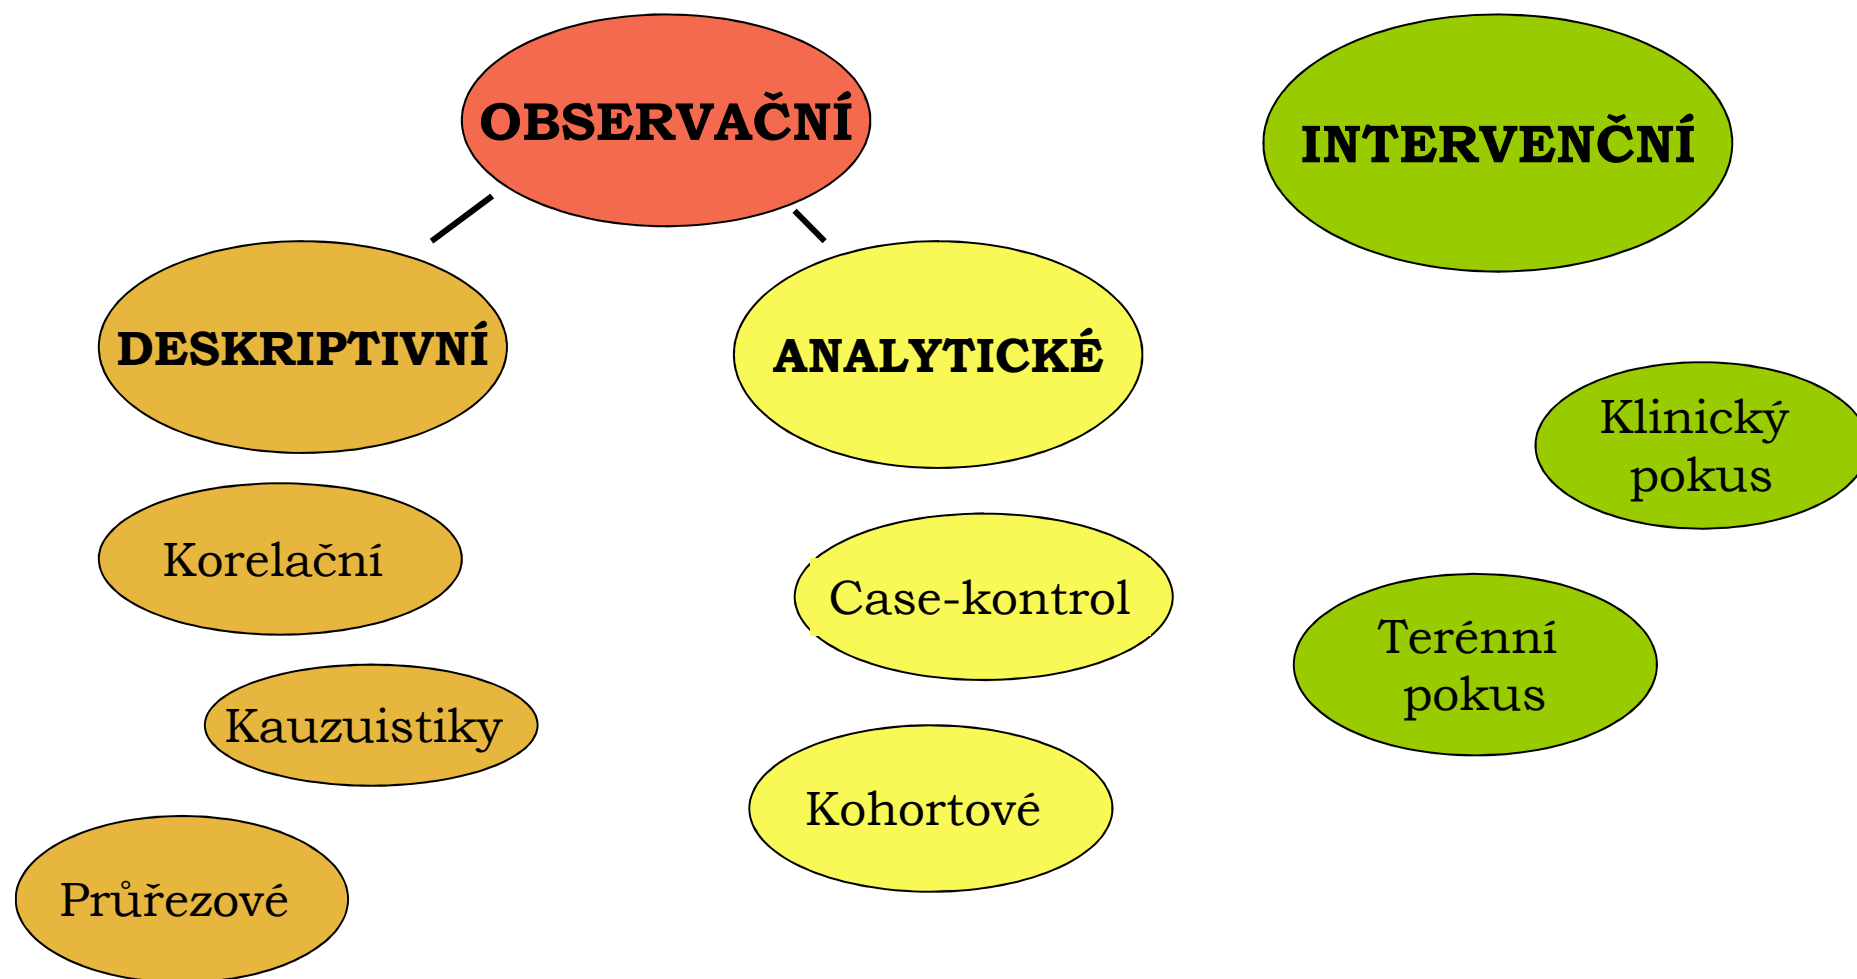 OBSERVAČNÍ
INTERVENČNÍ
DESKRIPTIVNÍ
ANALYTICKÉ
Klinický
pokus
Korelační
Case-kontrol
Terénní
pokus
Kauzuistiky
Kohortové
Průřezové